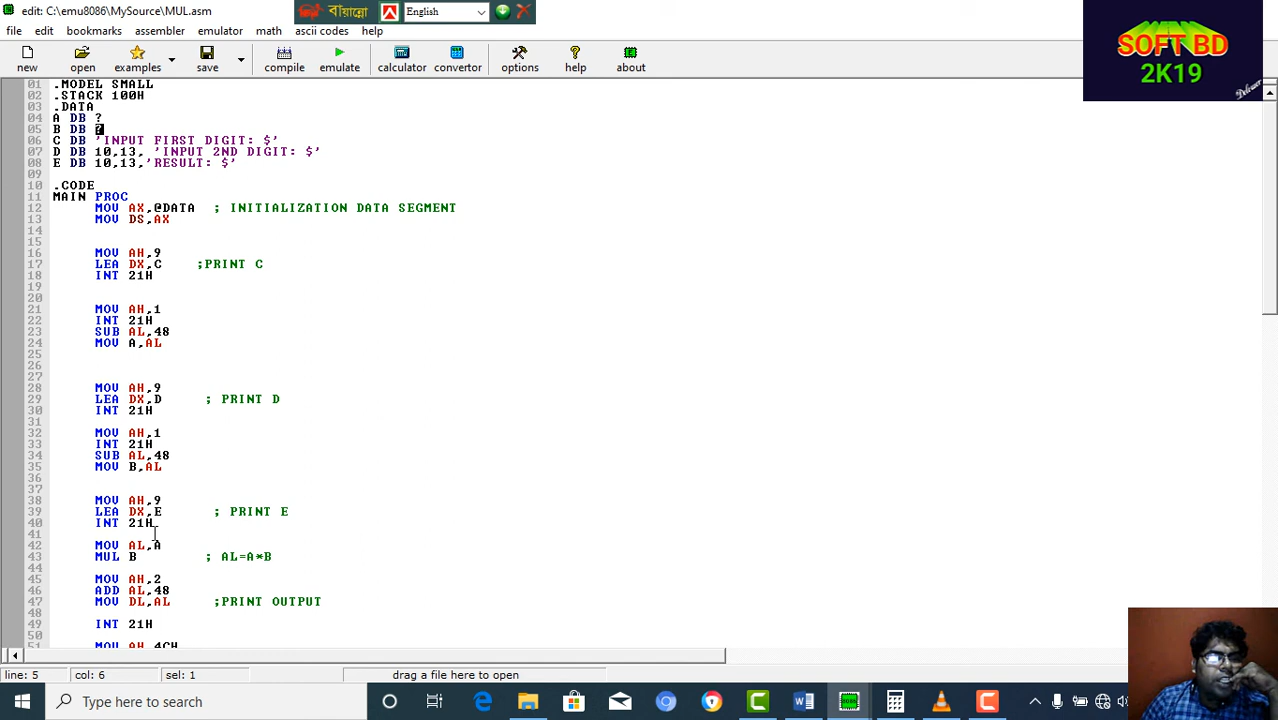 edit: C:\emu8086\MySource\MUL.asm
বায়ান্নো
English
file edit bookmarks assembler emulator math ascii codes help
new open examples save compile emulate calculator convertor options help about
SOFT BD
2K19
Delower
01 .MODEL SMALL
02 .STACK 100H
03 .DATA
04 A DB ?
05 B DB ?
06 C DB 'INPUT FIRST DIGIT: $'
07 D DB 10,13, 'INPUT 2ND DIGIT: $'
08 E DB 10,13,'RESULT: $'
09
10 .CODE
11 MAIN PROC
12 MOV AX,@DATA ; INITIALIZATION DATA SEGMENT
13 MOV DS,AX
14
15
16 MOV AH,9
17 LEA DX,C ;PRINT C
18 INT 21H
19
20
21 MOV AH,1
22 INT 21H
23 SUB AL,48
24 MOV A,AL
25
26
27
28 MOV AH,9
29 LEA DX,D ; PRINT D
30 INT 21H
31
32 MOV AH,1
33 INT 21H
34 SUB AL,48
35 MOV B,AL
36
37
38 MOV AH,9
39 LEA DX,E ; PRINT E
40 INT 21H
41
42 MOV AL,A
43 MUL B ; AL=A*B
44
45 MOV AH,2
46 ADD AL,48
47 MOV DL,AL ;PRINT OUTPUT
48
49 INT 21H
50
51 MOV AH,4CH
line: 5 col: 6 sel: 1 drag a file here to open
Type here to search